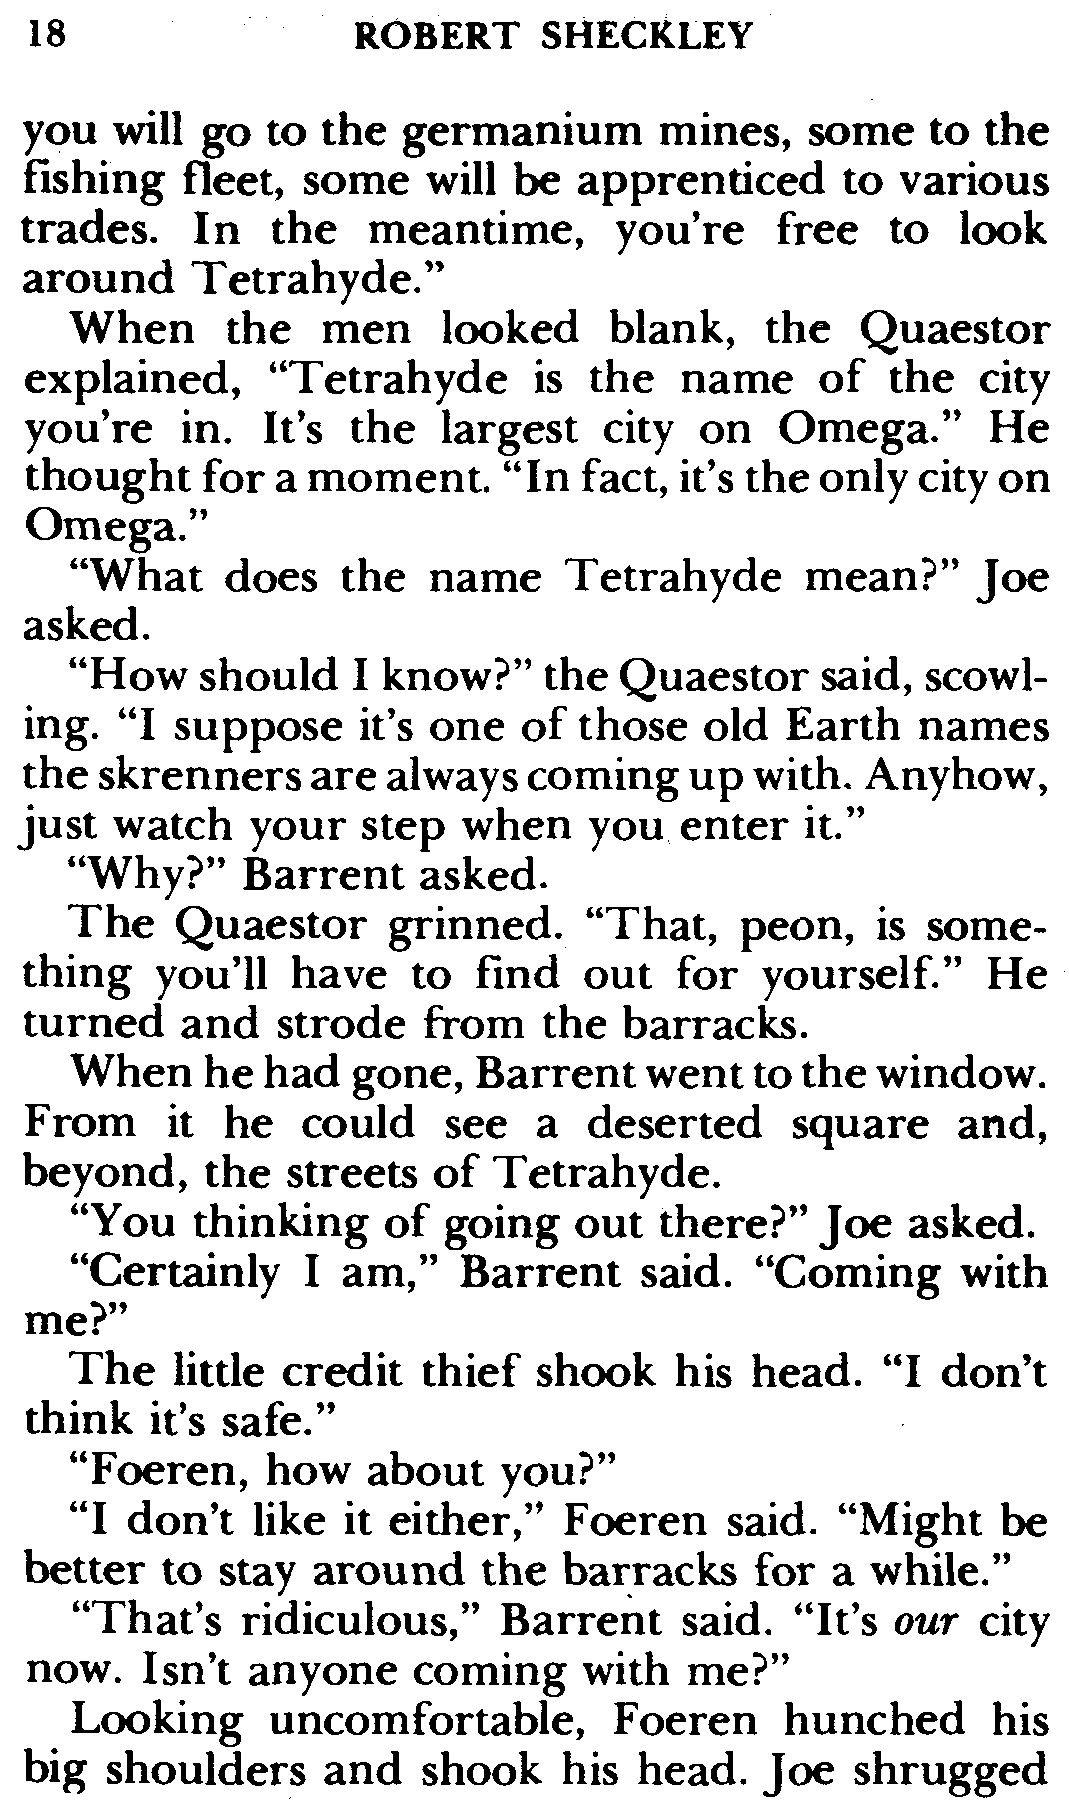 18 ROBERT SHECKLEY
you will go to the germanium mines, some to the
fishing fleet, some will be apprenticed to various
trades. In the meantime, you're free to look
around Tetrahyde.”
When the men looked blank, the Quaestor
explained, “Tetrahyde is the name of the city
you're in. It's the largest city on Omega.” He
thought for a moment. “In fact, it's the only city on
Omega.”
“What does the name Tetrahyde mean?” Joe
asked.
“How should I know?” the Quaestor said, scowl-
ing. “I suppose it's one of those old Earth names
the skrenners are always coming up with. Anyhow,
just watch your step when you enter it.”
“Why?” Barrent asked.
The Quaestor grinned. “That, peon, is some-
thing you'll have to find out for yourself.” He
turned and strode from the barracks.
When he had gone, Barrent went to the window.
From it he could see a deserted square and,
beyond, the streets of Tetrahyde.
“You thinking of going out there?” Joe asked.
“Certainly I am,” Barrent said. “Coming with
me?”
The little credit thief shook his head. “I don't
think it's safe.”
“Foeren, how about you?”
“I don't like it either,” Foeren said. “Might be
better to stay around the barracks for a while.”
“That's ridiculous,” Barrent said. “It's our city
now. Isn't anyone coming with me?”
Looking uncomfortable, Foeren hunched his
big shoulders and shook his head. Joe shrugged